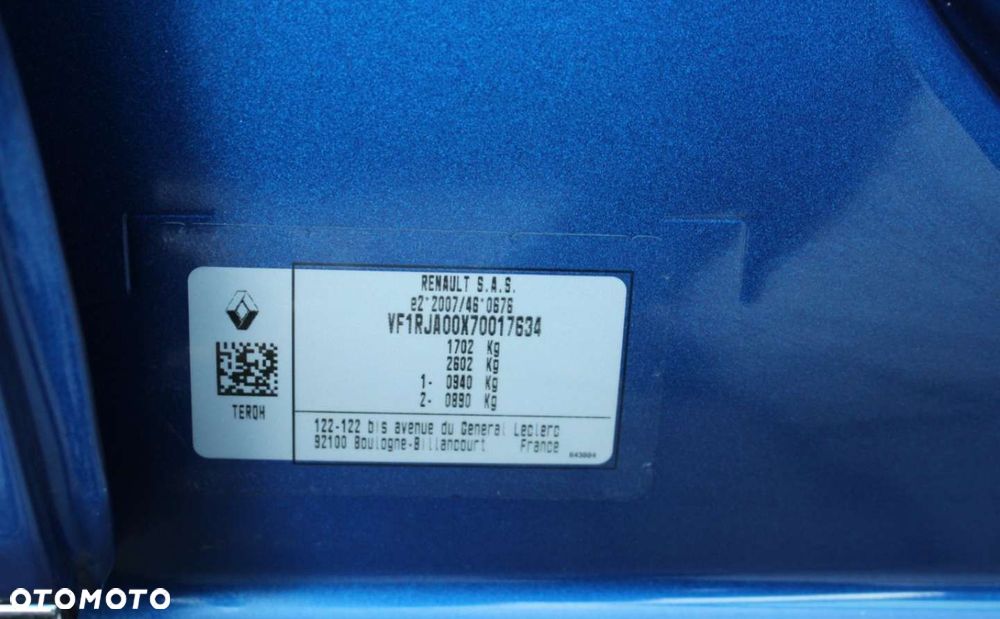 RENAULT S.A.S.
e2*2007/46*0676
VF1RJA00X70017634
1702 Kg
2602 Kg
1- 0940 Kg
2- 0890 Kg
TERQH
122-122 bis avenue du General Leclerc
92100 Boulogne-Billancourt France
843804
OTOMOTO